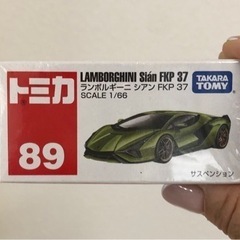 トミカ
89
LAMBORGHINI Sián FKP 37
ランボルギーニ シアン FKP 37
SCALE 1/66
TAKARA
TOMY
サスペンション